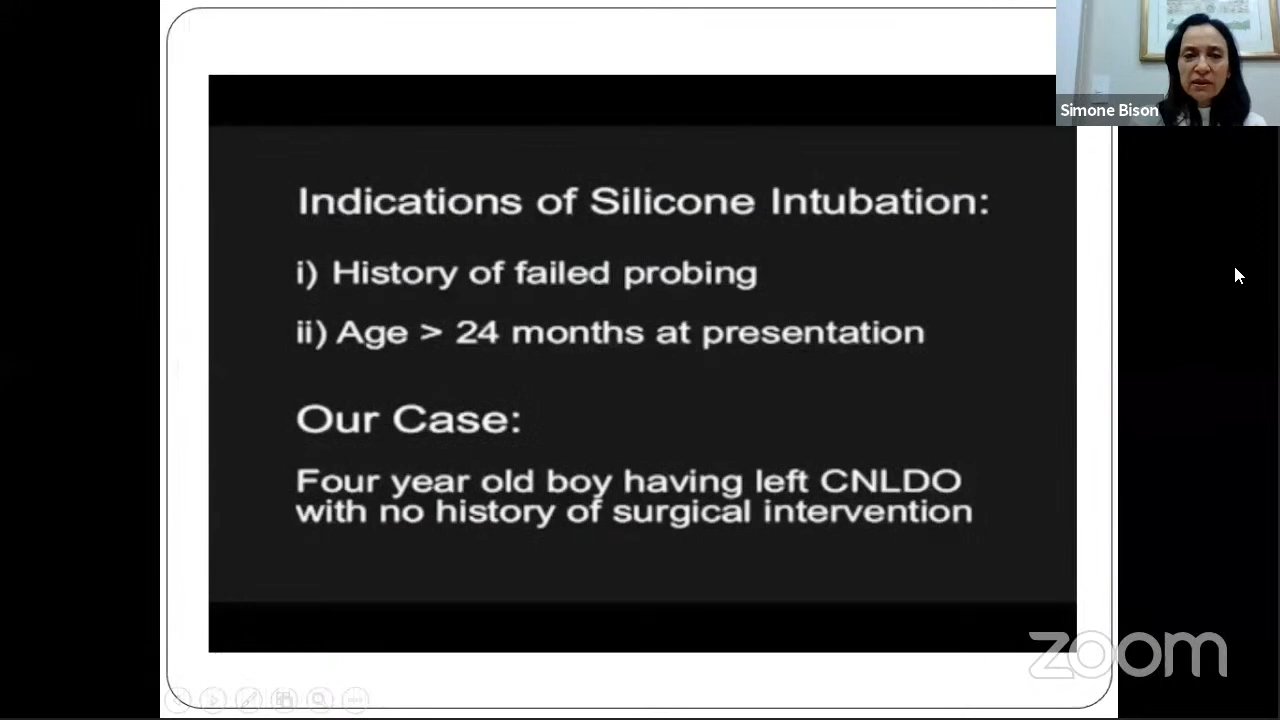 Simone Bison
Indications of Silicone Intubation:
i) History of failed probing
ii) Age > 24 months at presentation
Our Case:
Four year old boy having left CNLDO
with no history of surgical intervention
zoom